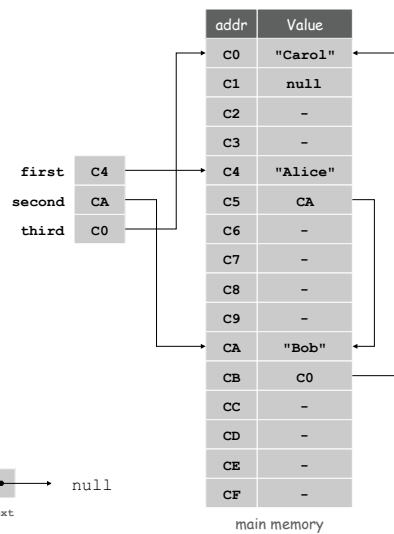 addr Value
C0 "Carol"
C1 null
C2 -
C3 -
first C4 C4 "Alice"
second CA C5 CA
third C0 C6 -
C7 -
C8 -
C9 -
CA "Bob"
CB C0
CC -
CD -
CE -
null CF -
main memory